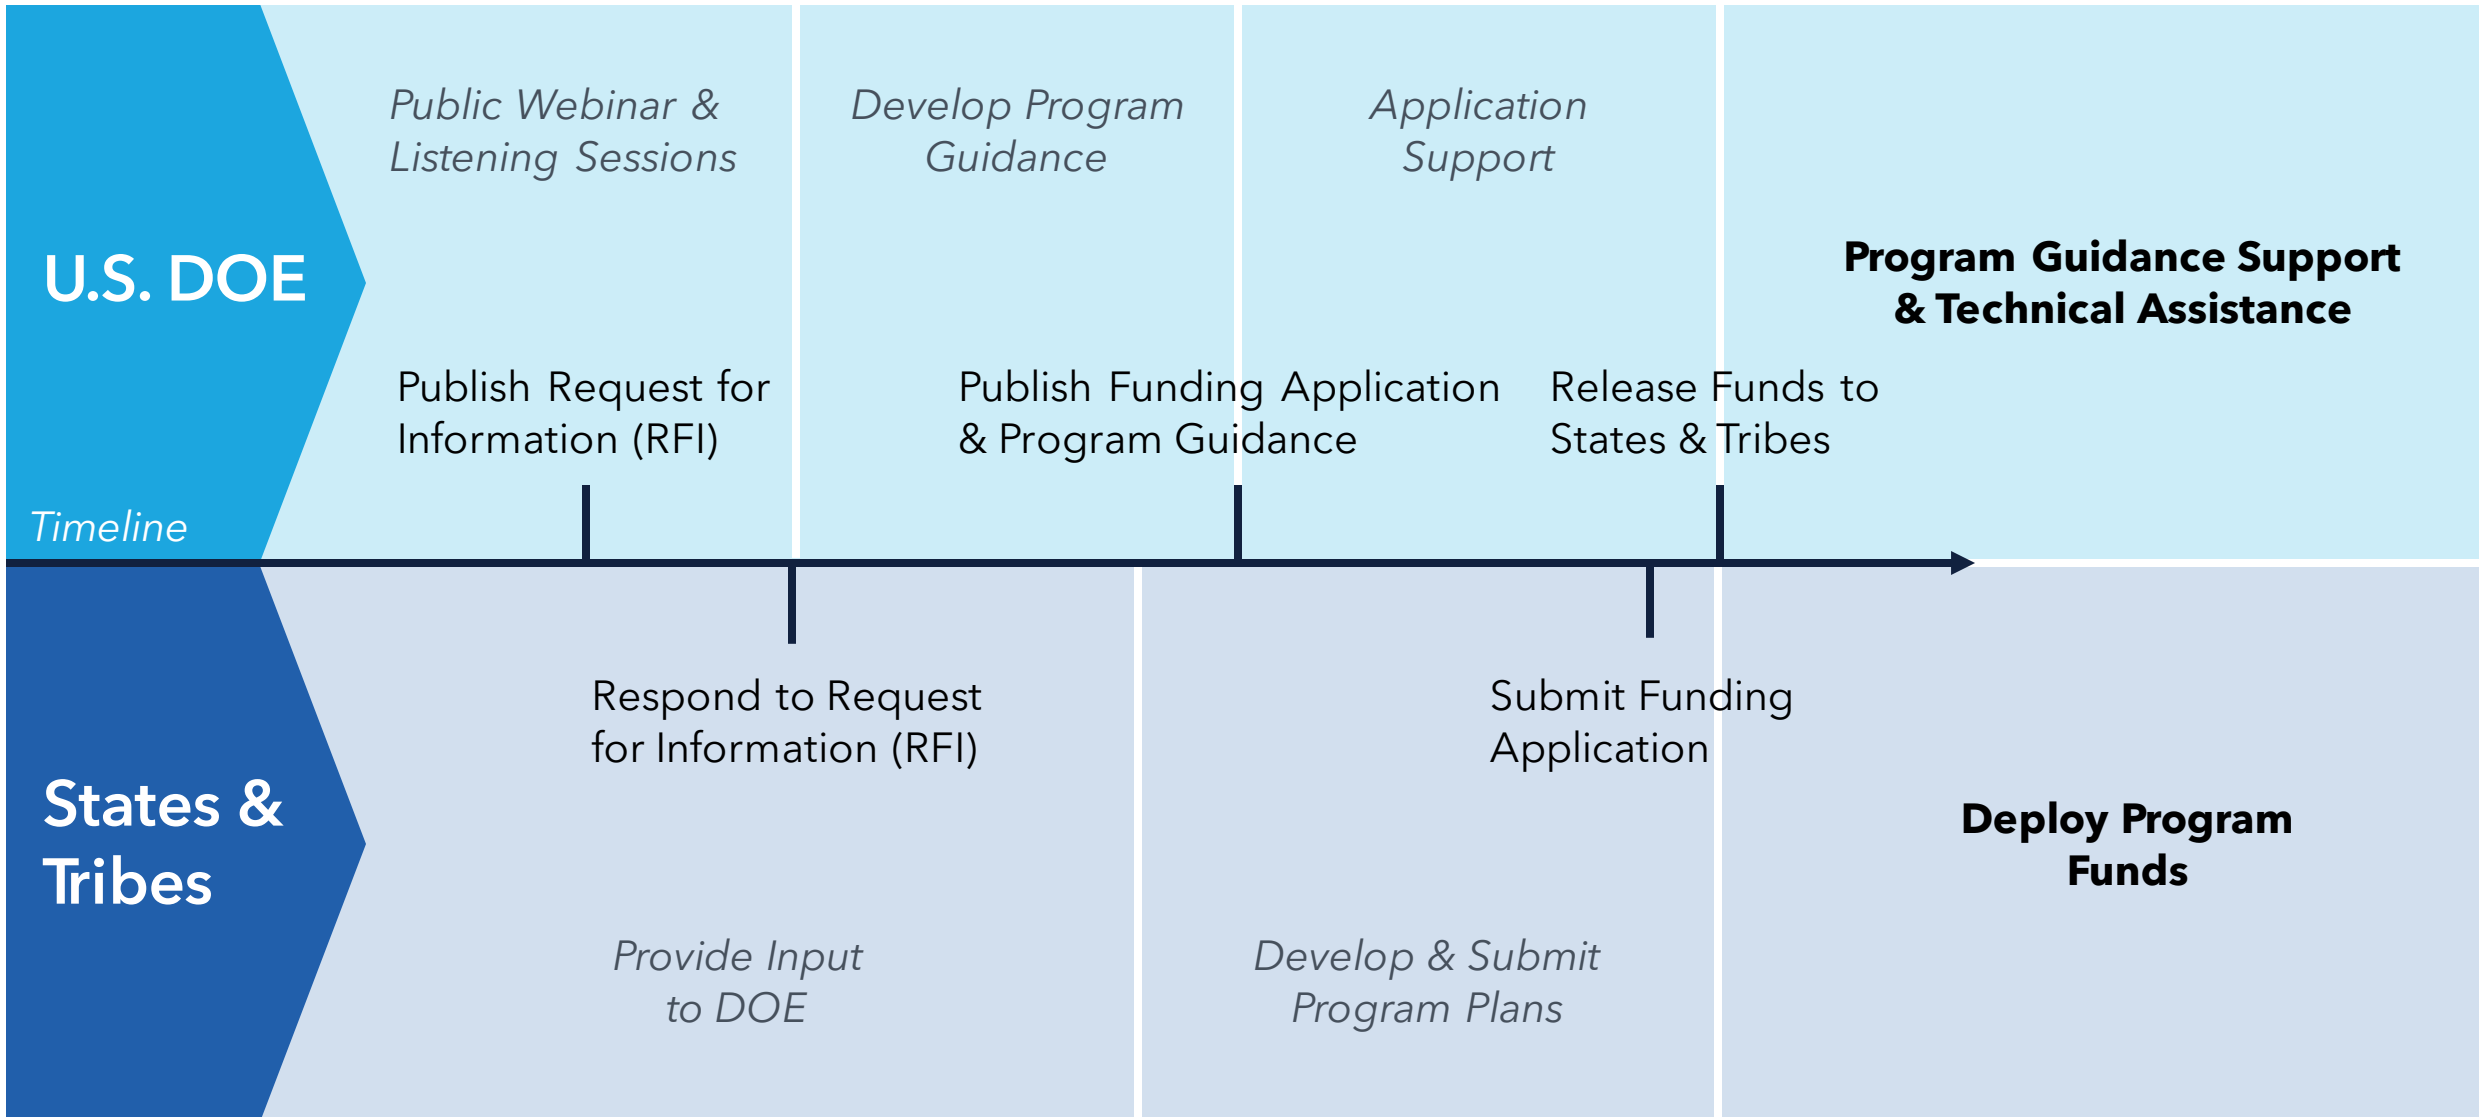 U.S. DOE
Timeline
Public Webinar &
Listening Sessions
Develop Program
Guidance
Application
Support
Program Guidance Support
& Technical Assistance
Publish Request for
Information (RFI)
Publish Funding Application
& Program Guidance
Release Funds to
States & Tribes
States &
Tribes
Respond to Request
for Information (RFI)
Submit Funding
Application
Deploy Program
Funds
Provide Input
to DOE
Develop & Submit
Program Plans